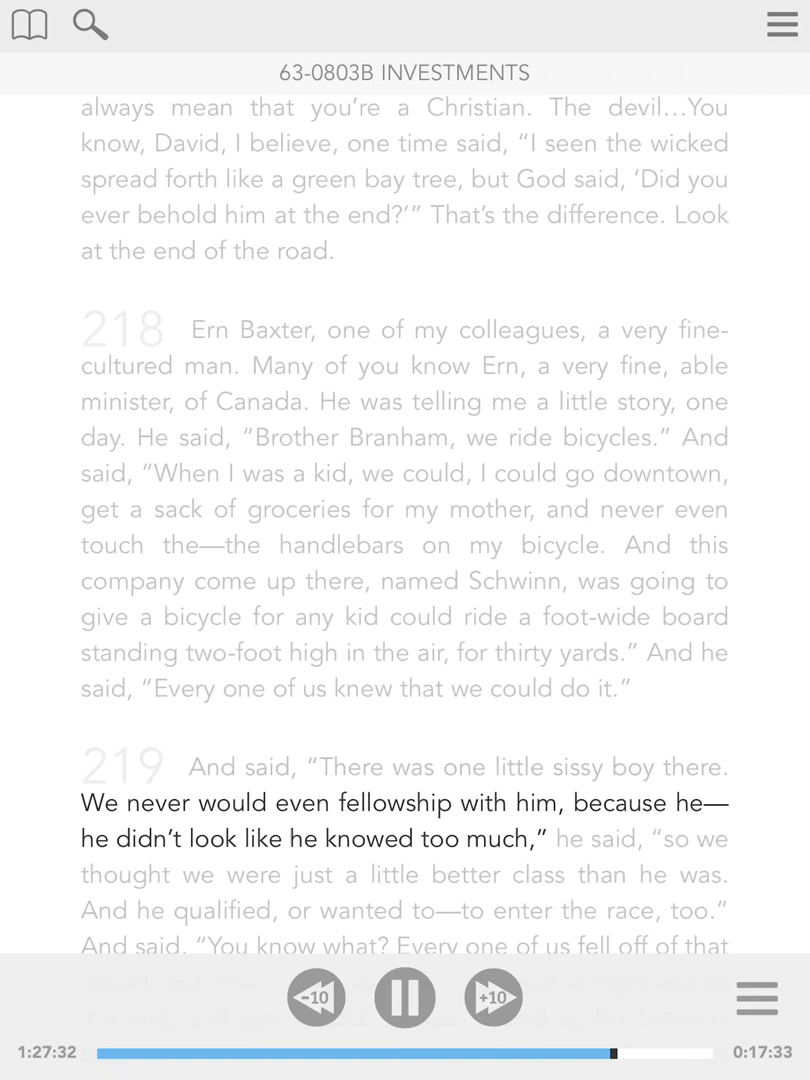 63-0803B INVESTMENTS
always mean that you’re a Christian. The devil…You
know, David, I believe, one time said, “I seen the wicked
spread forth like a green bay tree, but God said, ‘Did you
ever behold him at the end?’” That’s the difference. Look
at the end of the road.
218 Ern Baxter, one of my colleagues, a very fine-
cultured man. Many of you know Ern, a very fine, able
minister, of Canada. He was telling me a little story, one
day. He said, “Brother Branham, we ride bicycles.” And
said, “When I was a kid, we could, I could go downtown,
get a sack of groceries for my mother, and never even
touch the—the handlebars on my bicycle. And this
company come up there, named Schwinn, was going to
give a bicycle for any kid could ride a foot-wide board
standing two-foot high in the air, for thirty yards.” And he
said, “Every one of us knew that we could do it.”
219 And said, “There was one little sissy boy there.
We never would even fellowship with him, because he—
he didn’t look like he knowed too much,” he said, “so we
thought we were just a little better class than he was.
And he qualified, or wanted to—to enter the race, too.”
And said, “You know what? Every one of us fell off of that
-10 +10
1:27:32 0:17:33